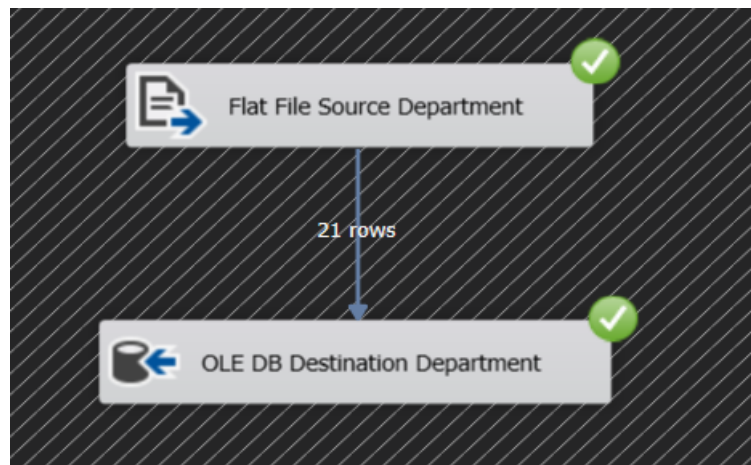 Flat File Source Department
21 rows
OLE DB Destination Department